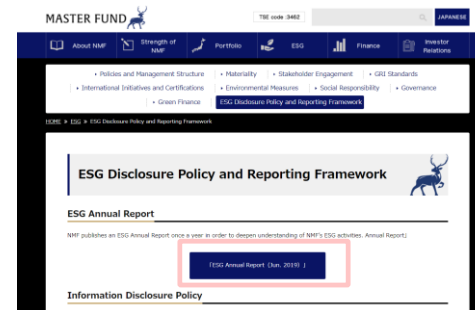 MASTER FUND
TSE code :3462
JAPANESE
About NMF
Strength of
NMF
Portfolio
ESG
Finance
Investor
Relations
• Policies and Management Structure
• Materiality
• Stakeholder Engagement
• GRI Standards
• International Initiatives and Certifications
• Environmental Measures
• Social Responsibility
• Governance
• Green Finance
ESG Disclosure Policy and Reporting Framework
HOME » ESG » ESG Disclosure Policy and Reporting Framework
ESG Disclosure Policy and Reporting Framework
ESG Annual Report
NMF publishes an ESG Annual Report once a year in order to deepen understanding of NMF's ESG activities. Annual Report」
「ESG Annual Report (Jun. 2019) 」
Information Disclosure Policy